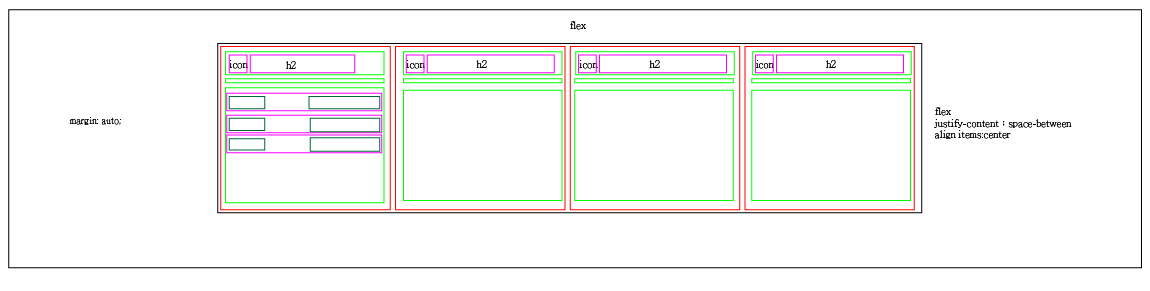 flex
icon h2 icon h2 icon h2 icon h2
margin: auto;
flex
justify-content : space-between
align items:center